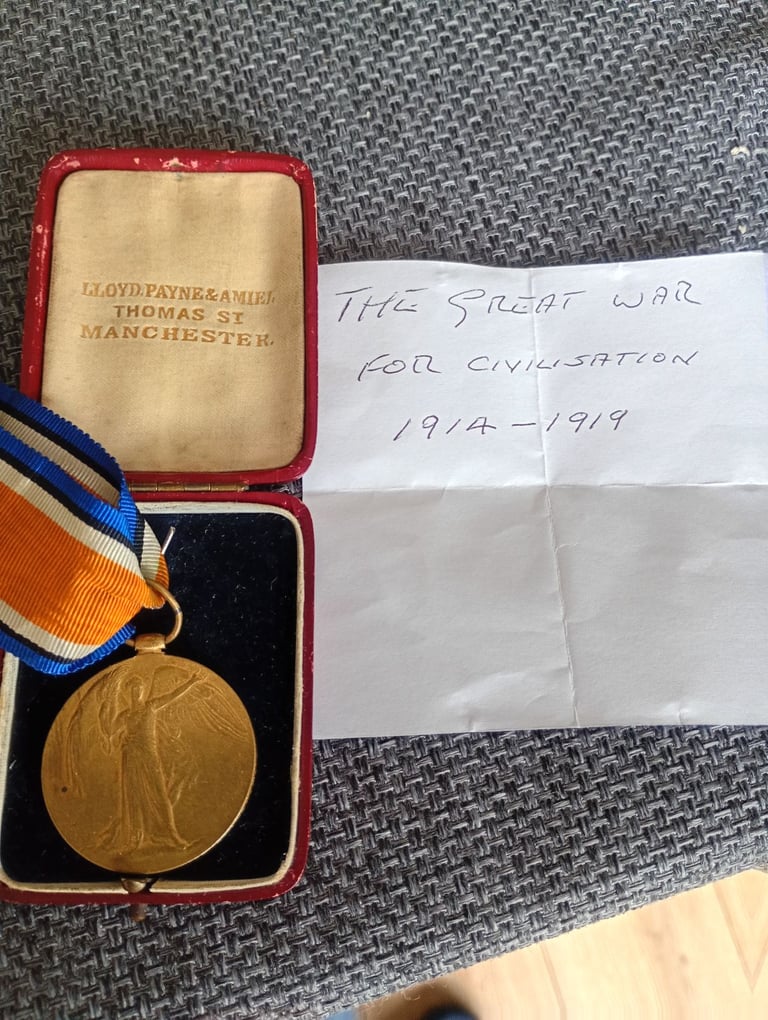 LLOYD, PAYNE & AMIEL
THOMAS ST
MANCHESTER.
THE GREAT WAR
FOR CIVILISATION
1914-1919